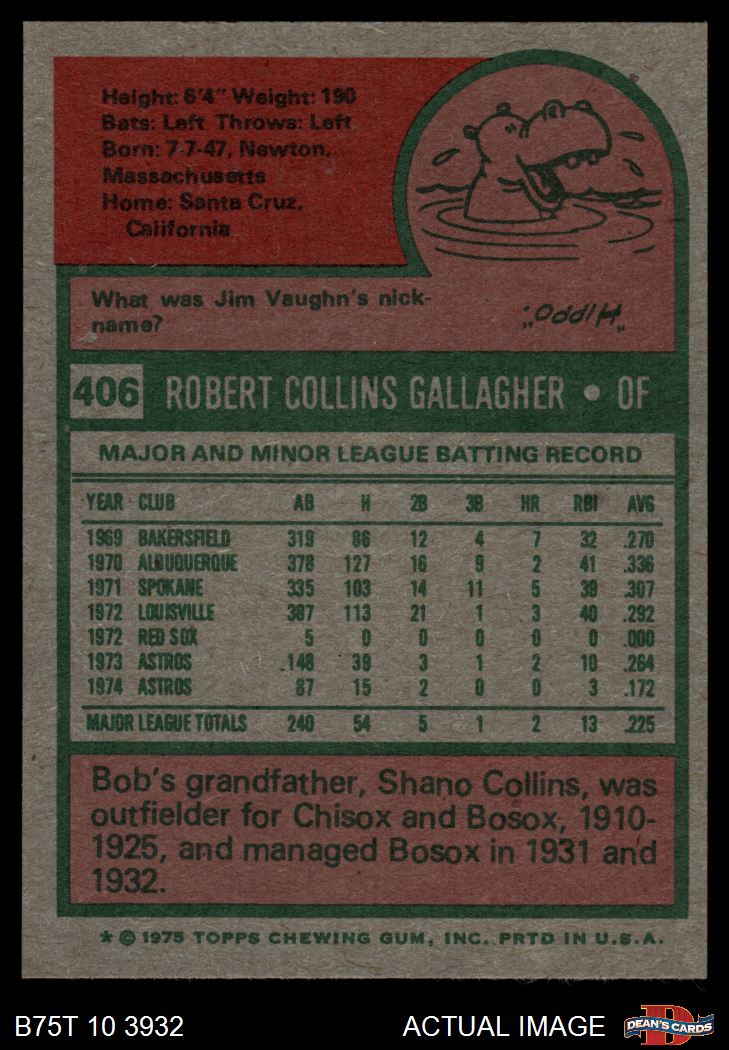 Height: 6'4" Weight: 190
Bats: Left Throws: Left
Born: 7-7-47, Newton,
Massachusetts
Home: Santa Cruz,
California
What was Jim Vaughn's nick-
name?
"Hippo."
406 ROBERT COLLINS GALLAGHER • OF
MAJOR AND MINOR LEAGUE BATTING RECORD
YEAR CLUB AB H 2B 3B HR RBI AVG
1969 BAKERSFIELD 319 86 12 4 7 32 .270
1970 ALBUQUERQUE 378 127 16 9 2 41 .336
1971 SPOKANE 335 103 14 11 5 39 .307
1972 LOUISVILLE 387 113 21 1 3 40 .292
1972 RED SOX 5 0 0 0 0 0 .000
1973 ASTROS 148 39 3 1 2 10 .264
1974 ASTROS 87 15 2 0 0 3 .172
MAJOR LEAGUE TOTALS 240 54 5 1 2 13 .225
Bob's grandfather, Shano Collins, was
outfielder for Chisox and Bosox, 1910-
1925, and managed Bosox in 1931 and
1932.
* © 1975 TOPPS CHEWING GUM, INC. PRTD IN U.S.A.
B75T 10 3932 ACTUAL IMAGE D DEAN'S CARDS